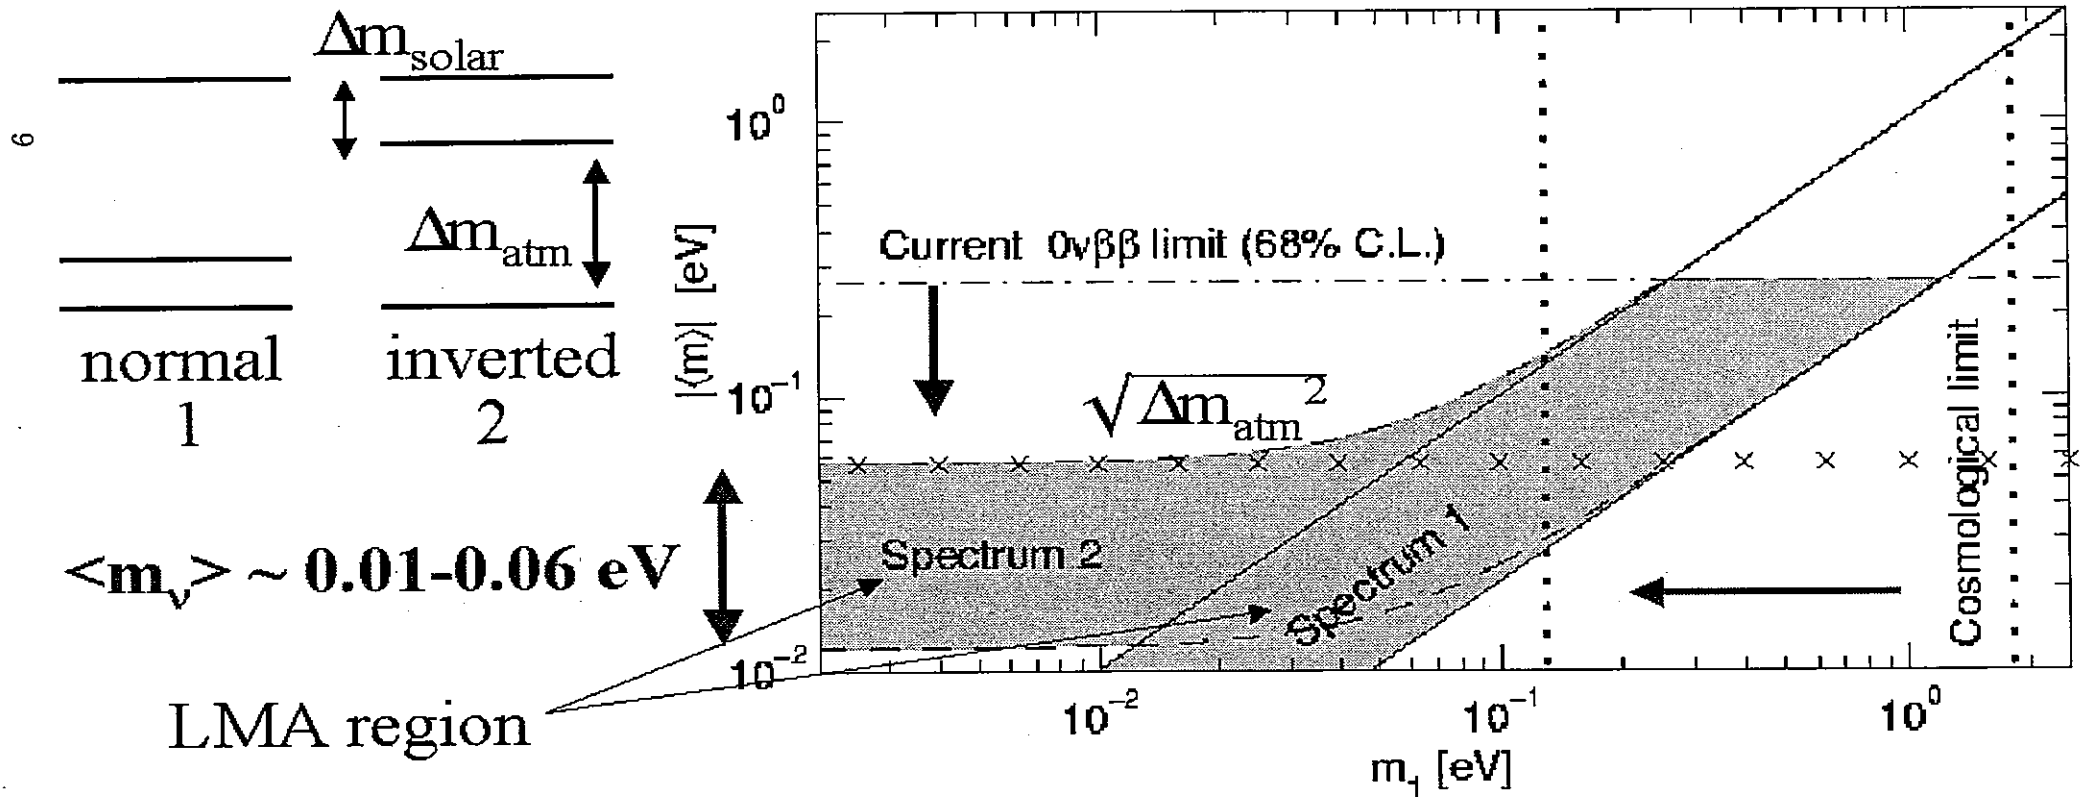 Δm_solar
6
Δm_atm
normal
1
inverted
2
<m_ν> ~ 0.01-0.06 eV
LMA region
|⟨m⟩| [eV]
10^0
10^-1
10^-2
Current 0νββ limit (68% C.L.)
√Δm_atm^2
Spectrum 2
Spectrum 1
Cosmological limit
10^-2
10^-1
10^0
m_1 [eV]